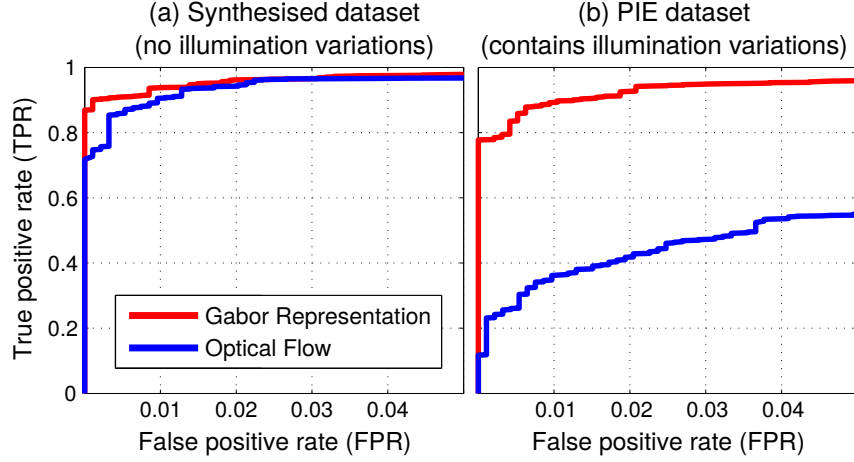 (a) Synthesised dataset
(no illumination variations)
(b) PIE dataset
(contains illumination variations)
True positive rate (TPR)
1
0.8
0.6
0.4
0.2
0
Gabor Representation
Optical Flow
0.01 0.02 0.03 0.04
0.01 0.02 0.03 0.04
False positive rate (FPR)
False positive rate (FPR)